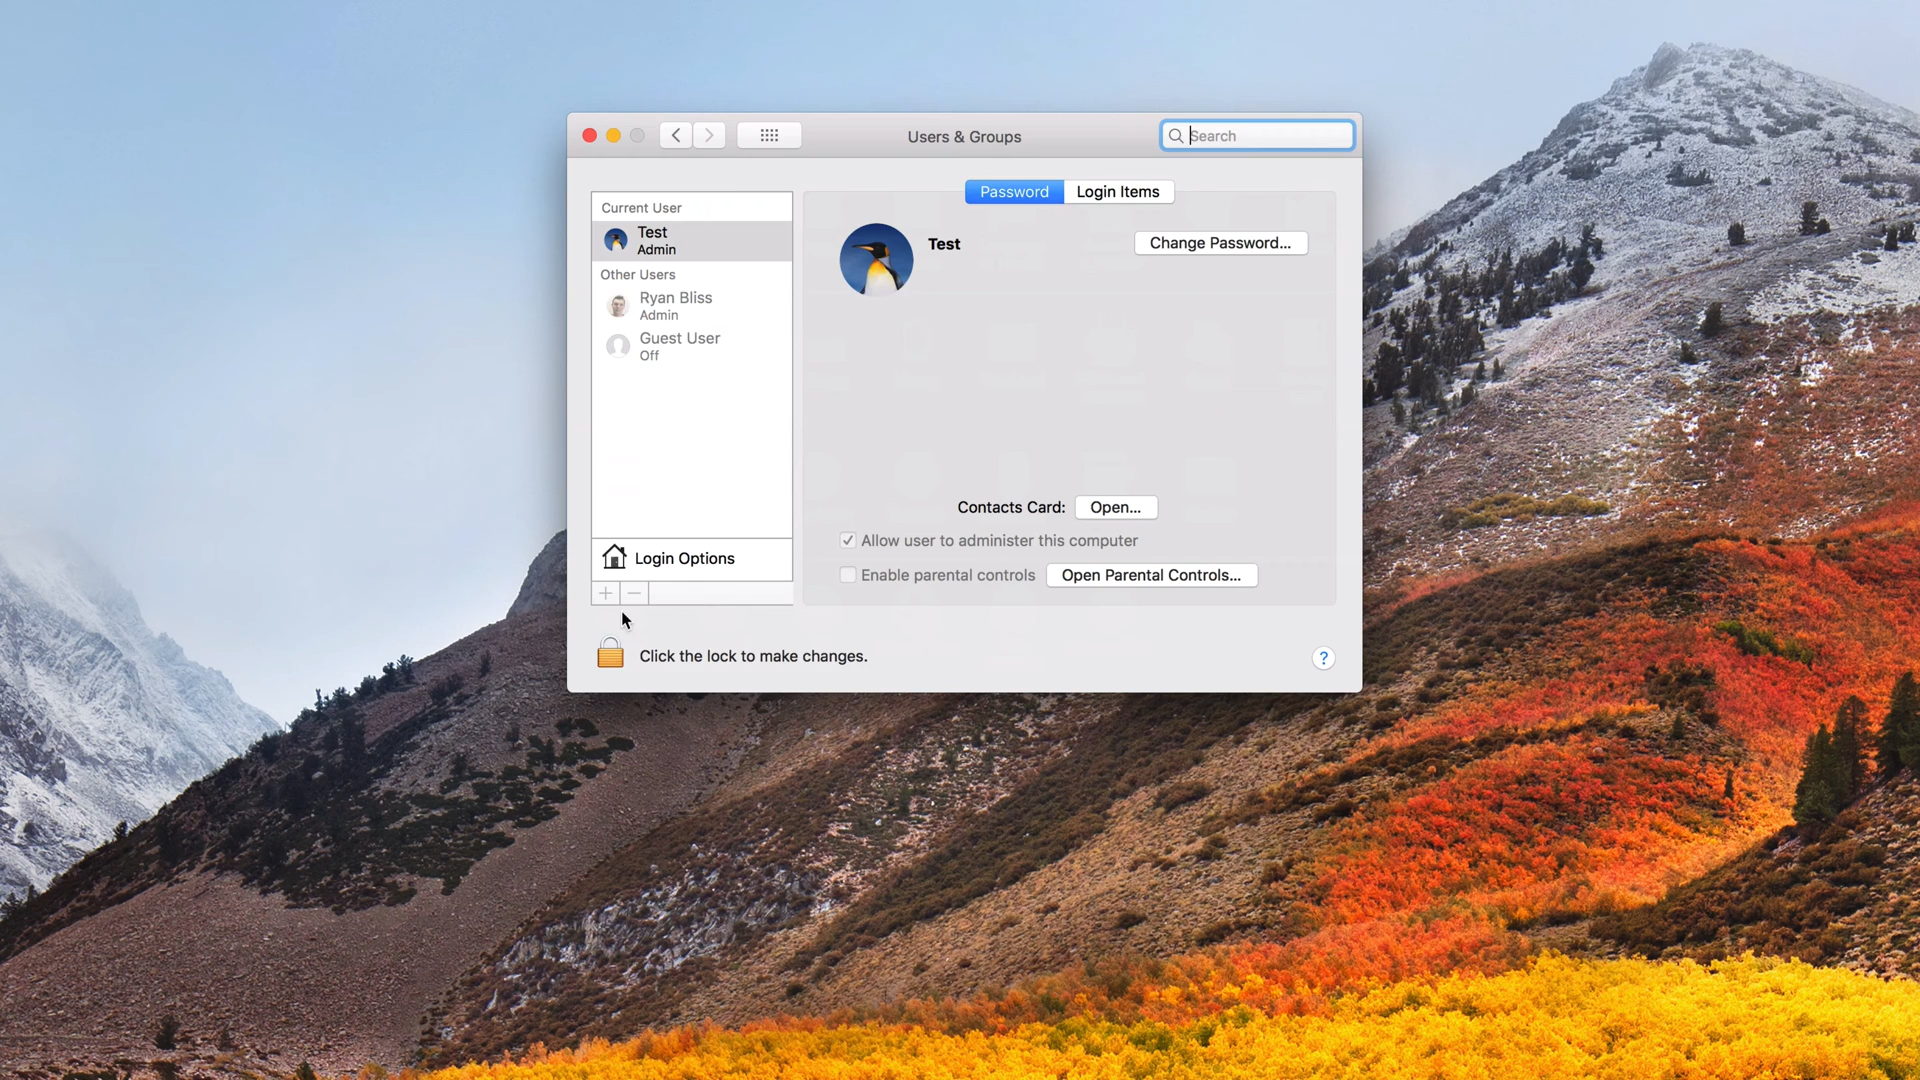 Users & Groups
Search
Password
Login Items
Current User
Test
Admin
Other Users
Ryan Bliss
Admin
Guest User
Off
Login Options
Test
Change Password...
Contacts Card:
Open...
Allow user to administer this computer
Enable parental controls
Open Parental Controls...
Click the lock to make changes.
?